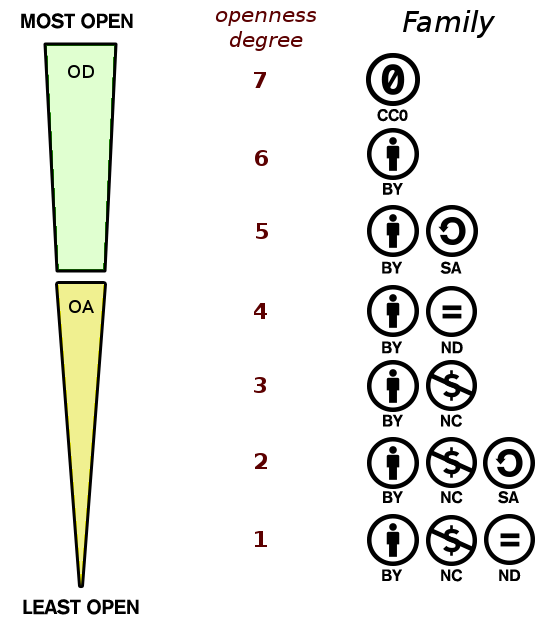 MOST OPEN
openness
degree
Family
OD
7
CC0
6
BY
5
BY SA
OA
4
BY ND
3
BY NC
2
BY NC SA
1
BY NC ND
LEAST OPEN